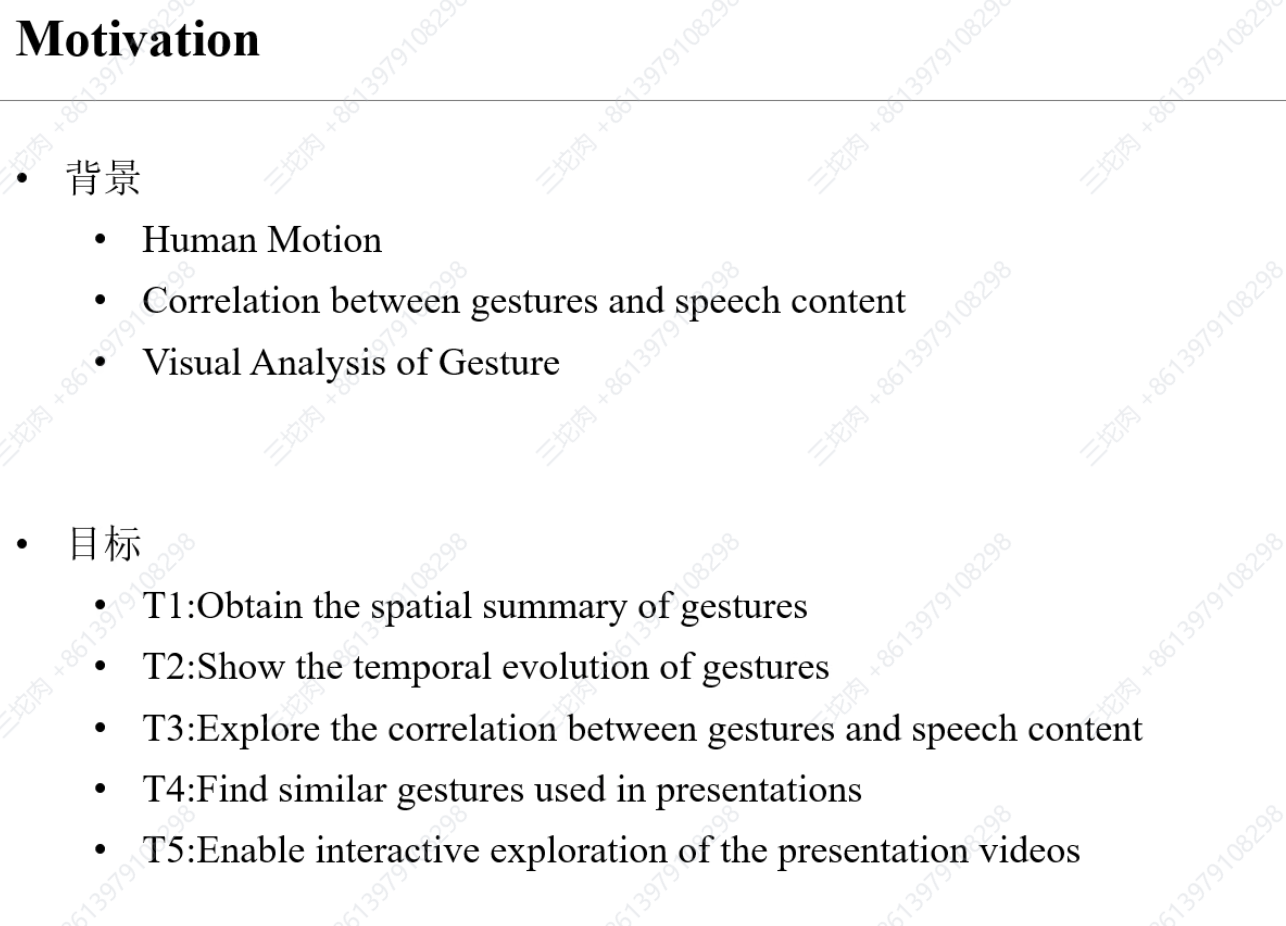 Motivation
• 背景
• Human Motion
• Correlation between gestures and speech content
• Visual Analysis of Gesture
• 目标
• T1:Obtain the spatial summary of gestures
• T2:Show the temporal evolution of gestures
• T3:Explore the correlation between gestures and speech content
• T4:Find similar gestures used in presentations
• T5:Enable interactive exploration of the presentation videos
三坨肉 +8613979108298